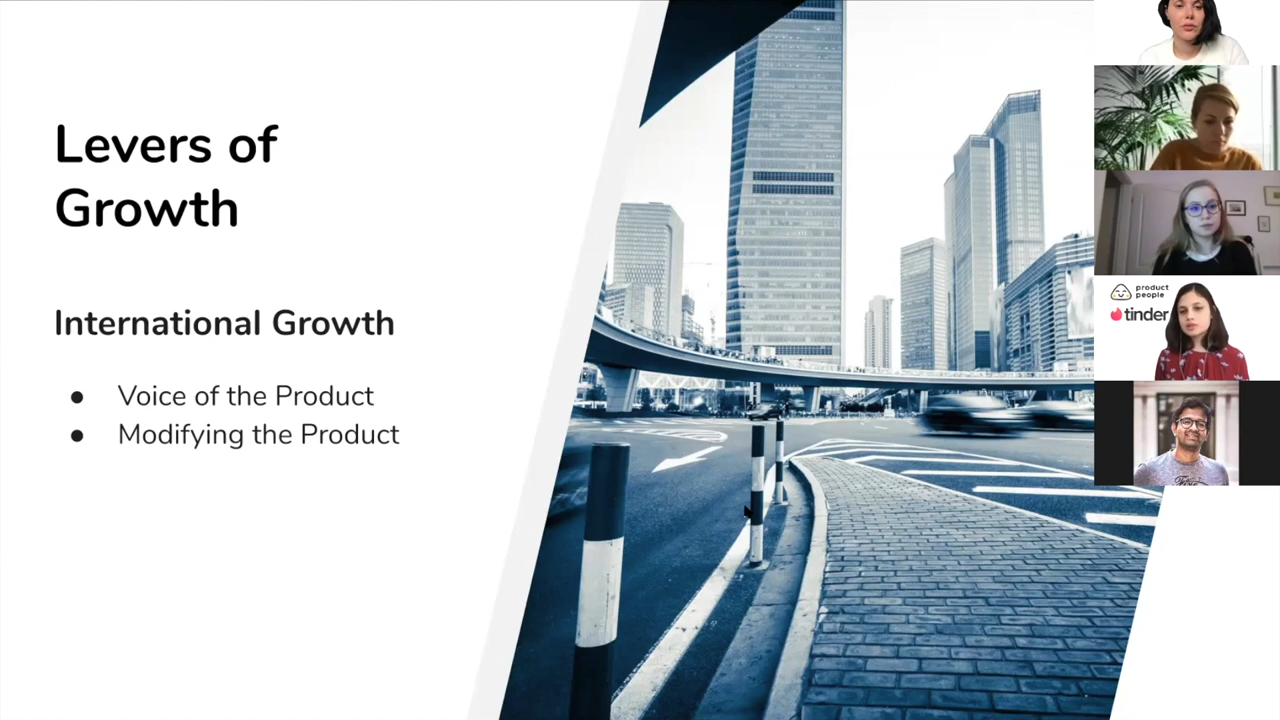 Levers of
Growth
International Growth
● Voice of the Product
● Modifying the Product
product
people
tinder